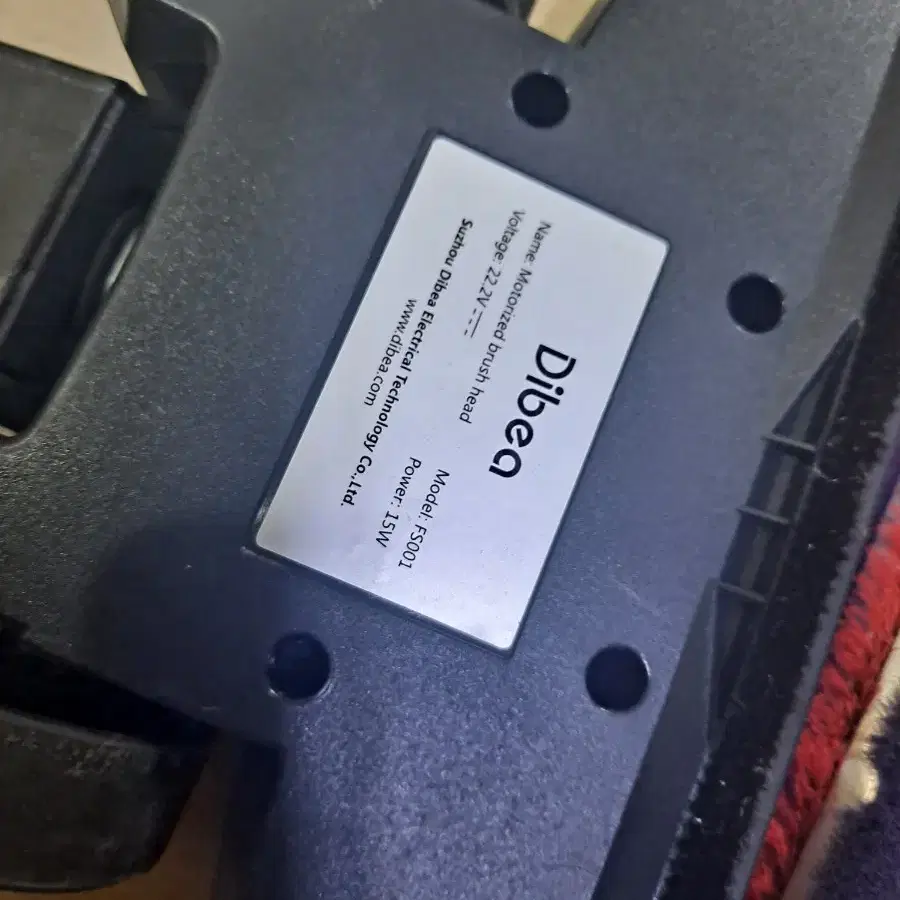 Dibea
Name: Motorized brush head Model: FS001
Voltage: 22.2V Power: 15W
Suzhou Dibea Electrical Technology Co.,Ltd.
www.dibea.com